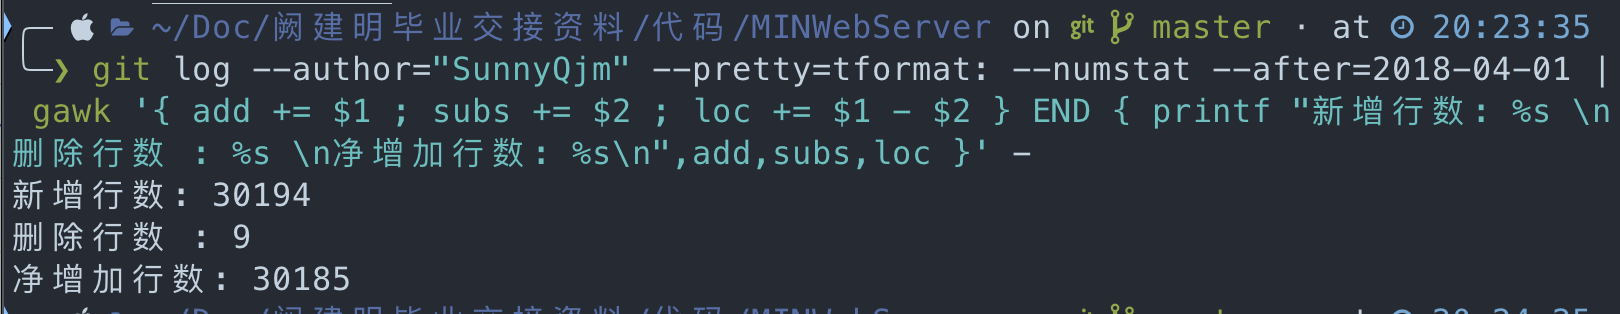 ~/Doc/阙建明毕业交接资料/代码/MINWebServer on git master · at 20:23:35
❯ git log --author="SunnyQjm" --pretty=tformat: --numstat --after=2018-04-01 |
gawk '{ add += $1 ; subs += $2 ; loc += $1 - $2 } END { printf "新增行数: %s \n
删除行数 : %s \n净增加行数: %s\n",add,subs,loc }' -
新增行数: 30194
删除行数 : 9
净增加行数: 30185